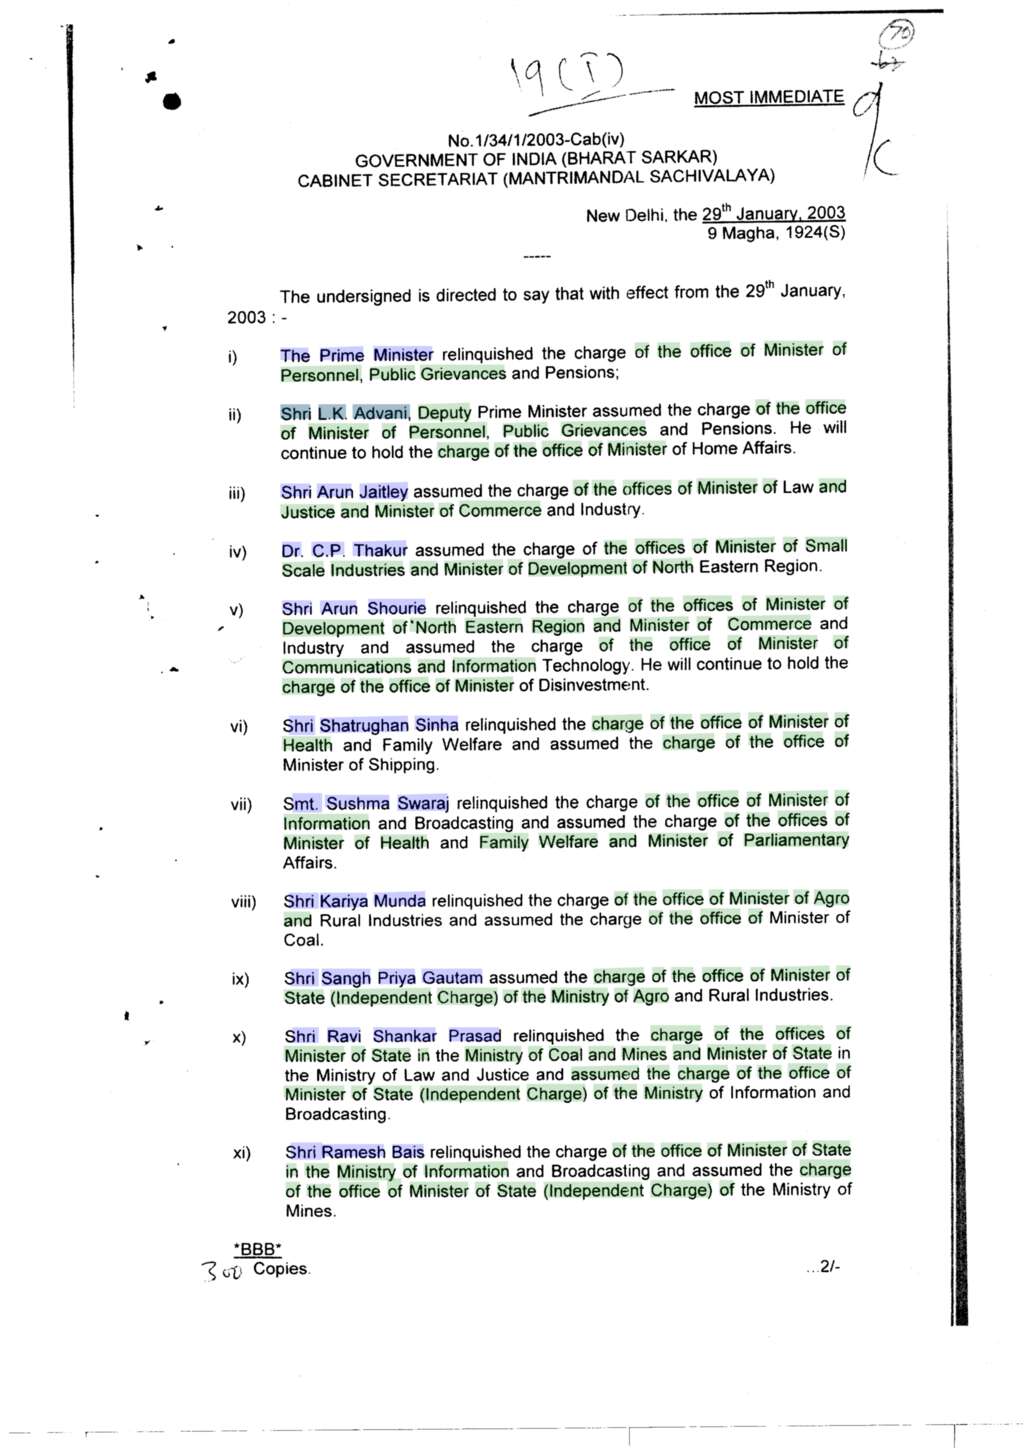 70
19(I)
MOST IMMEDIATE
No.1/34/1/2003-Cab(iv)
GOVERNMENT OF INDIA (BHARAT SARKAR)
CABINET SECRETARIAT (MANTRIMANDAL SACHIVALAYA)
New Delhi, the 29th January, 2003
9 Magha, 1924(S)
-----
The undersigned is directed to say that with effect from the 29th January,
2003 : -
i) The Prime Minister relinquished the charge of the office of Minister of
Personnel, Public Grievances and Pensions;
ii) Shri L.K. Advani, Deputy Prime Minister assumed the charge of the office
of Minister of Personnel, Public Grievances and Pensions. He will
continue to hold the charge of the office of Minister of Home Affairs.
iii) Shri Arun Jaitley assumed the charge of the offices of Minister of Law and
Justice and Minister of Commerce and Industry.
iv) Dr. C.P. Thakur assumed the charge of the offices of Minister of Small
Scale Industries and Minister of Development of North Eastern Region.
v) Shri Arun Shourie relinquished the charge of the offices of Minister of
Development of North Eastern Region and Minister of Commerce and
Industry and assumed the charge of the office of Minister of
Communications and Information Technology. He will continue to hold the
charge of the office of Minister of Disinvestment.
vi) Shri Shatrughan Sinha relinquished the charge of the office of Minister of
Health and Family Welfare and assumed the charge of the office of
Minister of Shipping.
vii) Smt. Sushma Swaraj relinquished the charge of the office of Minister of
Information and Broadcasting and assumed the charge of the offices of
Minister of Health and Family Welfare and Minister of Parliamentary
Affairs.
viii) Shri Kariya Munda relinquished the charge of the office of Minister of Agro
and Rural Industries and assumed the charge of the office of Minister of
Coal.
ix) Shri Sangh Priya Gautam assumed the charge of the office of Minister of
State (Independent Charge) of the Ministry of Agro and Rural Industries.
x) Shri Ravi Shankar Prasad relinquished the charge of the offices of
Minister of State in the Ministry of Coal and Mines and Minister of State in
the Ministry of Law and Justice and assumed the charge of the office of
Minister of State (Independent Charge) of the Ministry of Information and
Broadcasting.
xi) Shri Ramesh Bais relinquished the charge of the office of Minister of State
in the Ministry of Information and Broadcasting and assumed the charge
of the office of Minister of State (Independent Charge) of the Ministry of
Mines.
*BBB*
300 Copies.
...2/-